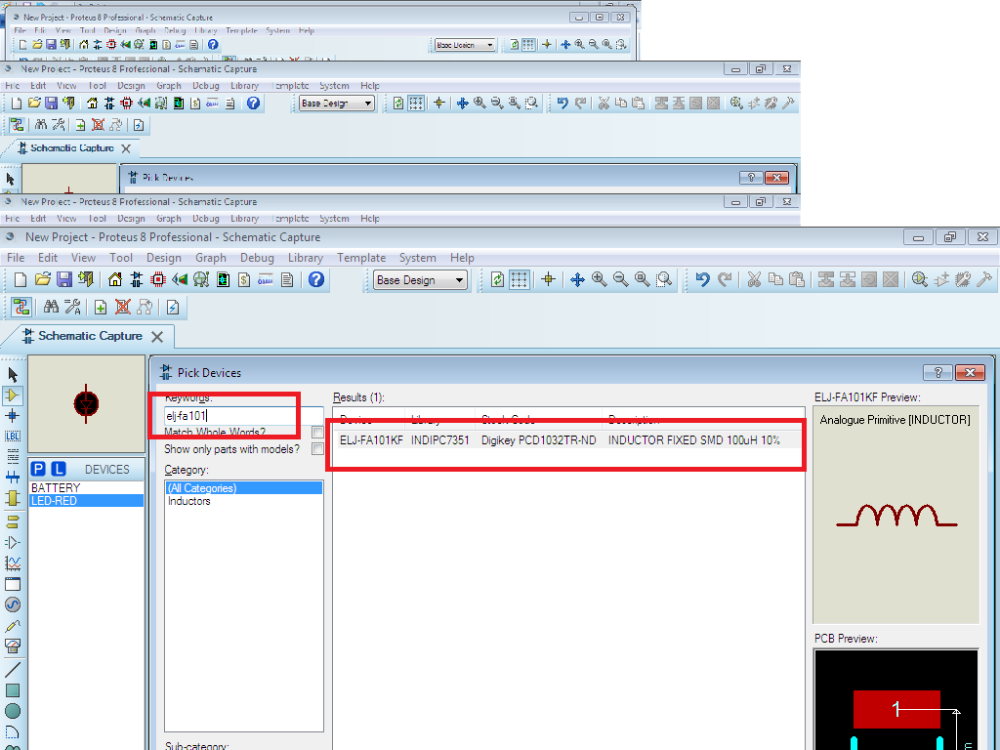 New Project - Proteus 8 Professional - Schematic Capture
File Edit View Tool Design Graph Debug Library Template System Help
Base Design
New Project - Proteus 8 Professional - Schematic Capture
File Edit View Tool Design Graph Debug Library Template System Help
Base Design
Schematic Capture
Pick Devices
New Project - Proteus 8 Professional - Schematic Capture
File Edit View Tool Design Graph Debug Library Template System Help
New Project - Proteus 8 Professional - Schematic Capture
File Edit View Tool Design Graph Debug Library Template System Help
Base Design
Schematic Capture
Pick Devices
Keywords:
elj-fa101
Match Whole Words?
Show only parts with models?
Category:
(All Categories)
Inductors
Sub-category:
P L DEVICES
BATTERY
LED-RED
Results (1):
Device Library Stock Code Description
ELJ-FA101KF INDIPC7351 Digikey PCD1032TR-ND INDUCTOR FIXED SMD 100uH 10%
ELJ-FA101KF Preview:
Analogue Primitive [INDUCTOR]
PCB Preview:
1